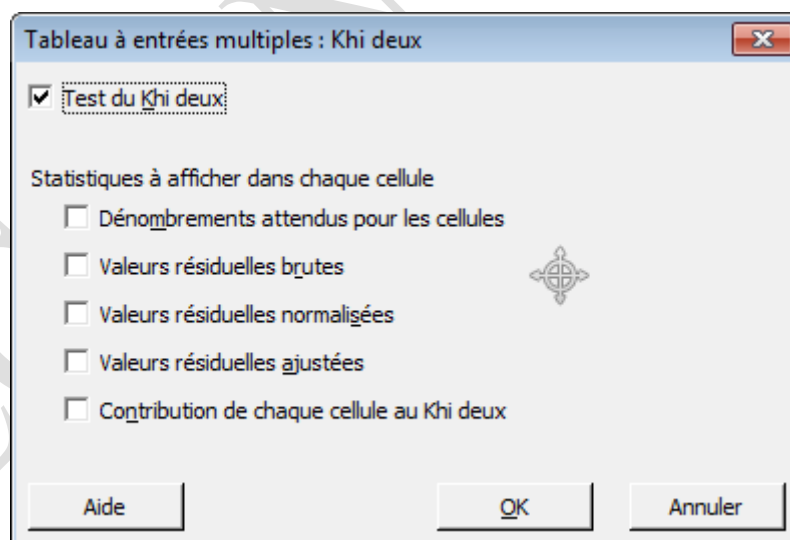 Tableau à entrées multiples : Khi deux
Test du Khi deux
Statistiques à afficher dans chaque cellule
Dénombrements attendus pour les cellules
Valeurs résiduelles brutes
Valeurs résiduelles normalisées
Valeurs résiduelles ajustées
Contribution de chaque cellule au Khi deux
Aide OK Annuler